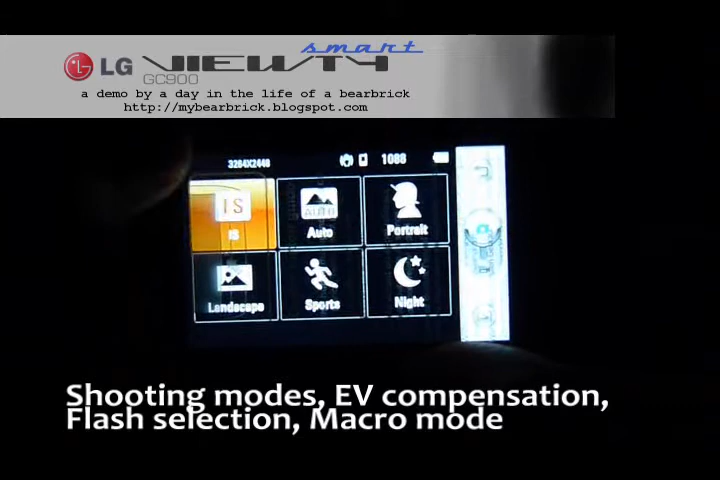 smart
LG VIEWTY
GC900
a demo by a day in the life of a bearbrick
http://mybearbrick.blogspot.com
3264X2448 1088
IS AUTO
IS Auto Portrait
Landscape Sports Night
Shooting modes, EV compensation,
Flash selection, Macro mode